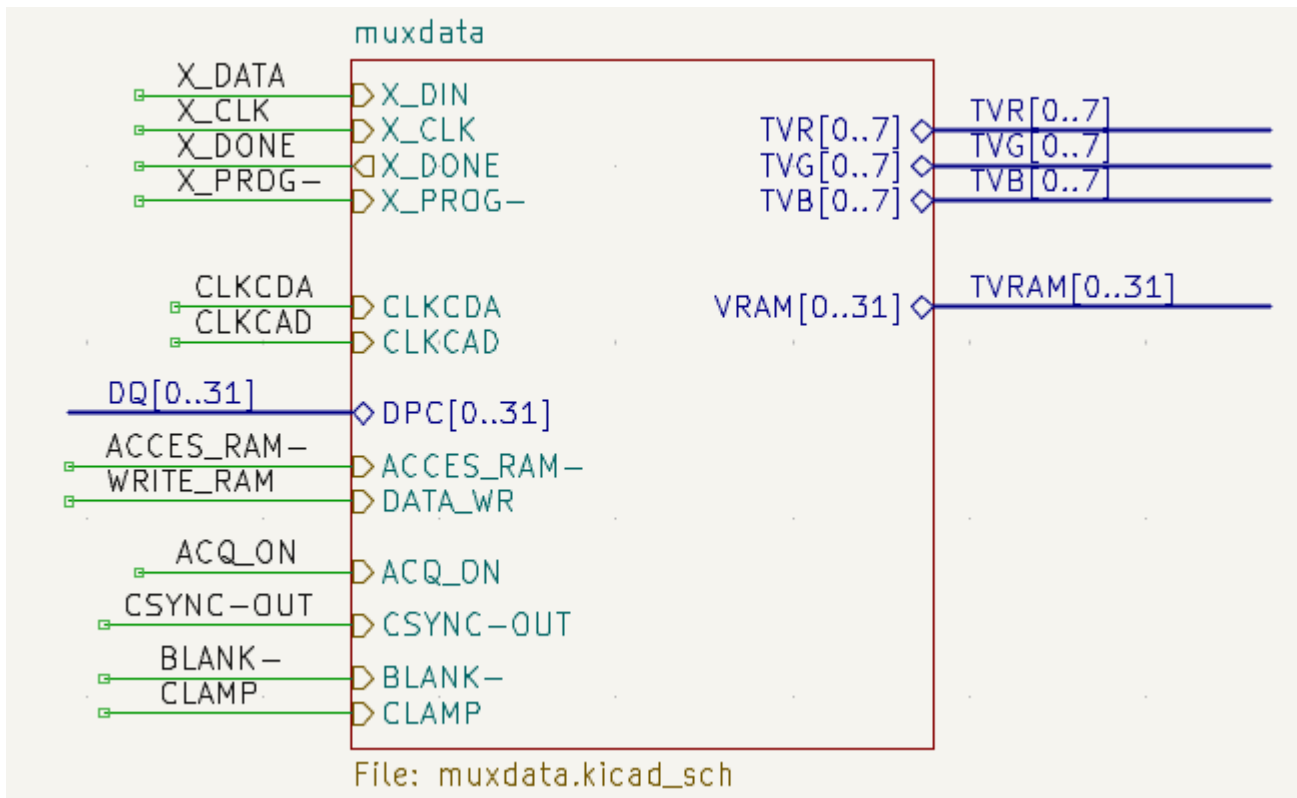 muxdata
X_DATA
X_DIN
X_CLK
X_CLK
X_DONE
X_DONE
X_PROG-
X_PROG-
TVR[0..7]
TVR[0..7]
TVG[0..7]
TVG[0..7]
TVB[0..7]
TVB[0..7]
CLKCDA
CLKCDA
CLKCAD
CLKCAD
VRAM[0..31]
TVRAM[0..31]
DQ[0..31]
DPC[0..31]
ACCES_RAM-
ACCES_RAM-
WRITE_RAM
DATA_WR
ACQ_ON
ACQ_ON
CSYNC-OUT
CSYNC-OUT
BLANK-
BLANK-
CLAMP
CLAMP
File: muxdata.kicad_sch